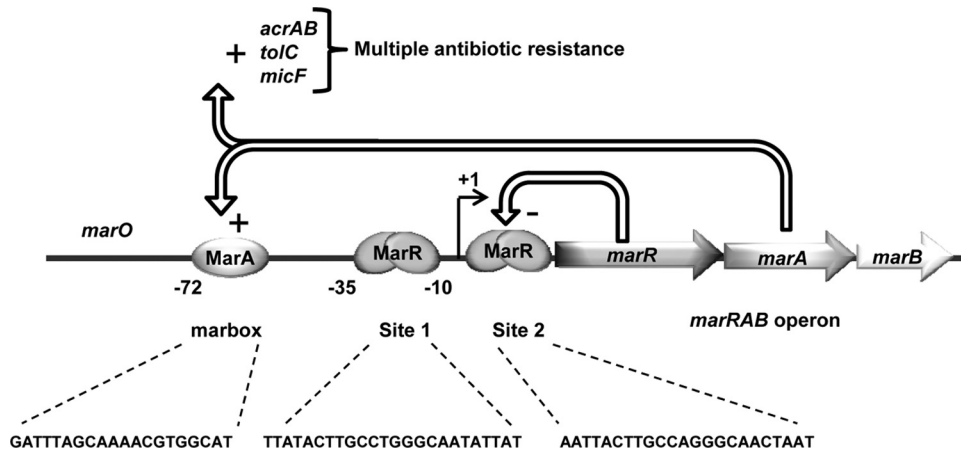 acrAB
tolC
micF
+
Multiple antibiotic resistance
+1
marO
+
-
MarA
MarR
MarR
marR
marA
marB
-72
-35
-10
marRAB operon
marbox
Site 1
Site 2
GATTTAGCAAAACGTGGCAT
TTATACTTGCCTGGGCAATATTAT
AATTACTTGCCAGGGCAACTAAT